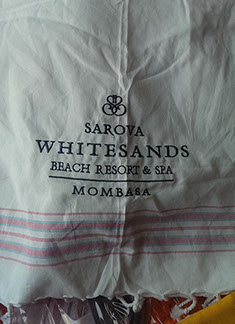 SAROVA
WHITESANDS
BEACH RESORT & SPA
MOMBASA